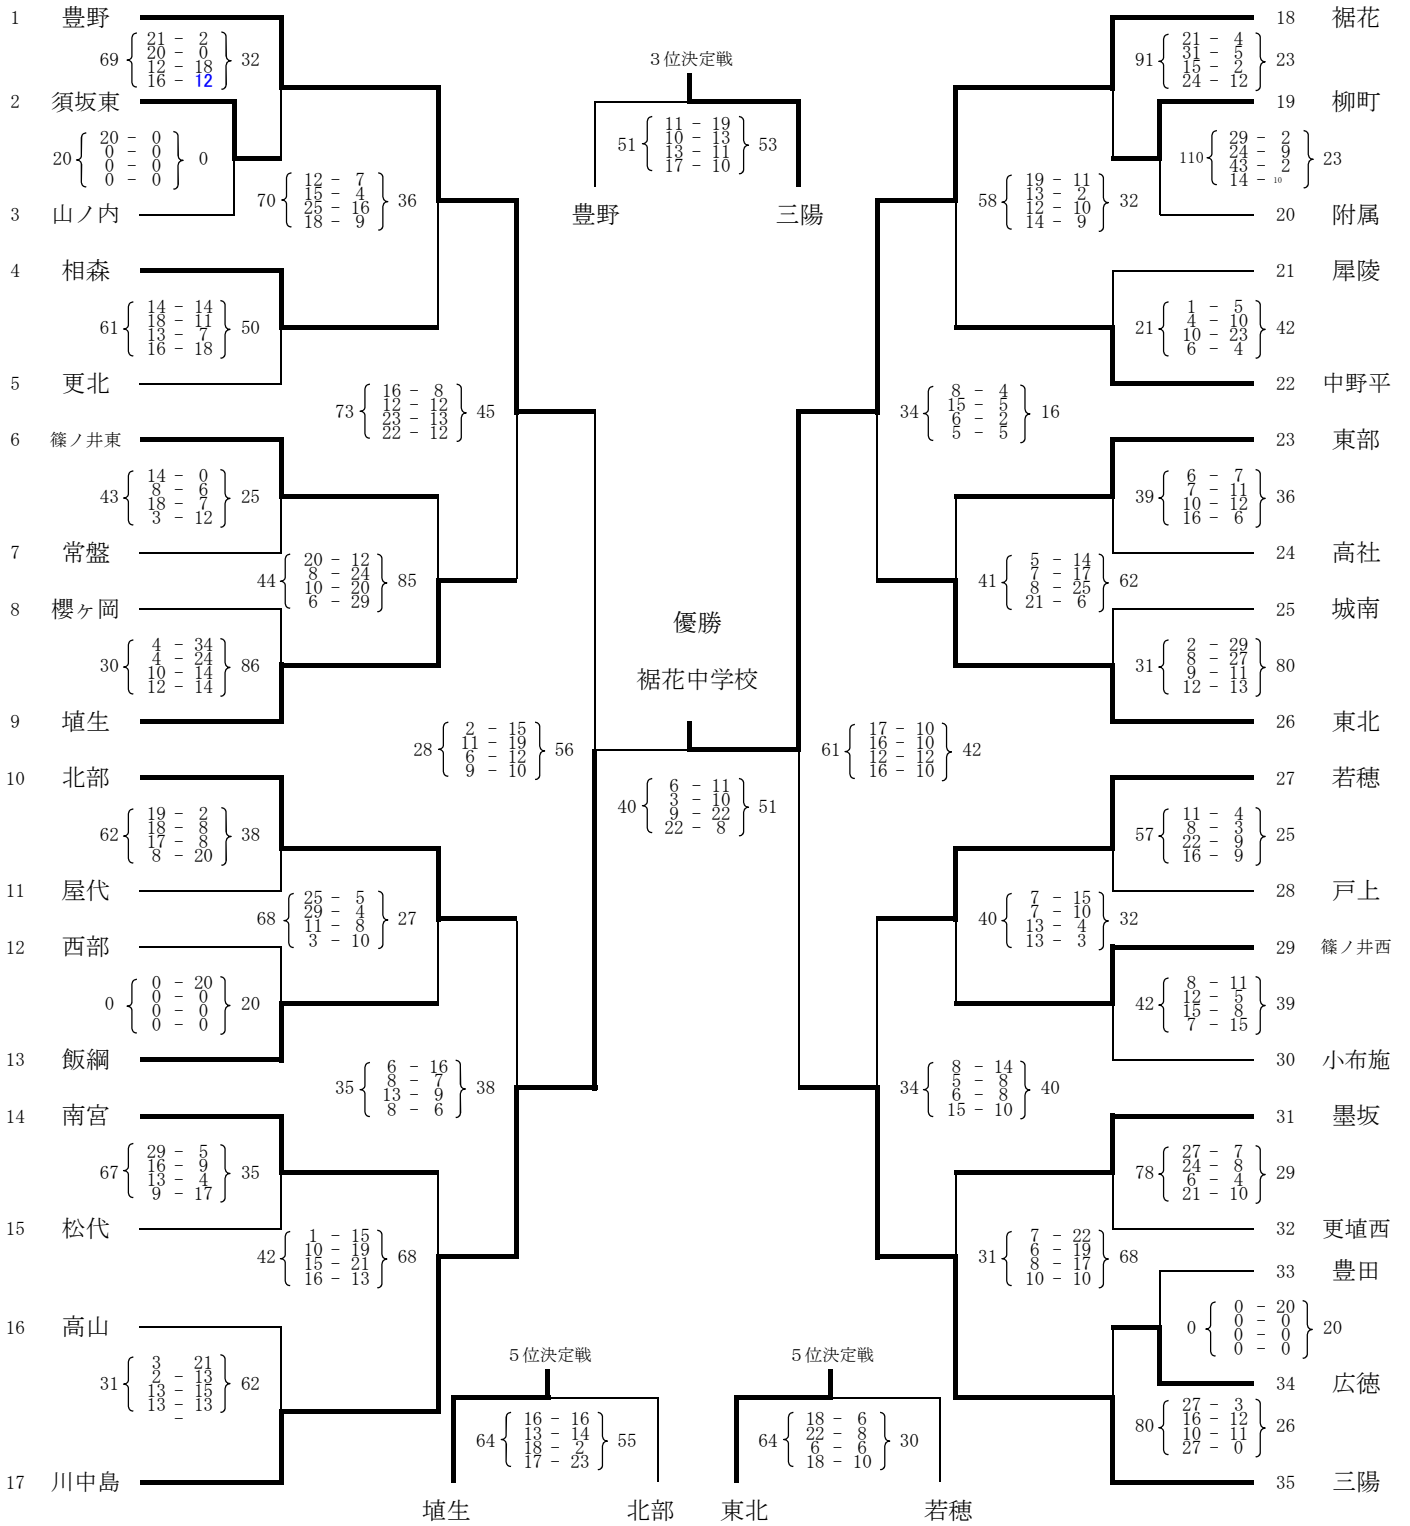 1 豊野
69 21 - 2 32
20 - 0
12 - 18
16 - 12
2 須坂東
20 20 - 0 0
0 - 0
0 - 0
0 - 0
3 山ノ内
70 12 - 7 36
15 - 4
25 - 16
18 - 9
4 相森
61 14 - 14 50
18 - 11
13 - 7
16 - 18
5 更北
73 16 - 8 45
12 - 12
23 - 13
22 - 12
6 篠ノ井東
43 14 - 0 25
8 - 6
18 - 7
3 - 12
7 常盤
44 20 - 12 85
8 - 24
10 - 20
6 - 29
8 櫻ヶ岡
30 4 - 34 86
4 - 24
10 - 14
12 - 14
9 埴生
28 2 - 15 56
11 - 19
6 - 12
9 - 10
10 北部
62 19 - 2 38
18 - 8
17 - 8
8 - 20
11 屋代
68 25 - 5 27
29 - 4
11 - 8
3 - 10
12 西部
0 0 - 20 20
0 - 0
0 - 0
0 - 0
13 飯綱
35 6 - 16 38
8 - 7
13 - 9
8 - 6
14 南宮
67 29 - 5 35
16 - 9
13 - 4
9 - 17
15 松代
42 1 - 15 68
10 - 19
15 - 21
16 - 13
16 高山
31 3 21 62
2 - 13
13 - 15
13 - 13
-
17 川中島
3位決定戦
51 11 - 19 53
10 - 13
13 - 11
17 - 10
豊野 三陽
優勝
裾花中学校
40 6 - 11 51
3 - 10
9 - 22
22 - 8
5位決定戦
64 16 - 16 55
13 - 14
18 - 2
17 - 23
埴生 北部
5位決定戦
64 18 - 6 30
22 - 8
6 - 6
18 - 10
東北 若穂
18 裾花
91 21 - 4 23
31 - 5
15 - 2
24 - 12
19 柳町
110 29 - 2 23
24 - 9
43 - 2
14 - 10
20 附属
58 19 - 11 32
13 - 2
12 - 10
14 - 9
21 犀陵
21 1 - 5 42
4 - 10
10 - 23
6 - 4
22 中野平
34 8 - 4 16
15 - 5
6 - 2
5 - 5
23 東部
39 6 - 7 36
7 - 11
10 - 12
16 - 6
24 高社
41 5 - 14 62
7 - 17
8 - 25
21 - 6
25 城南
31 2 - 29 80
8 - 27
9 - 11
12 - 13
26 東北
61 17 - 10 42
16 - 10
12 - 12
16 - 10
27 若穂
57 11 - 4 25
8 - 3
22 - 9
16 - 9
28 戸上
40 7 - 15 32
7 - 10
13 - 4
13 - 3
29 篠ノ井西
42 8 - 11 39
12 - 5
15 - 8
7 - 15
30 小布施
34 8 - 14 40
5 - 8
6 - 8
15 - 10
31 墨坂
78 27 - 7 29
24 - 8
6 - 4
21 - 10
32 更埴西
31 7 - 22 68
6 - 19
8 - 17
10 - 10
33 豊田
0 0 - 20 20
0 - 0
0 - 0
0 - 0
34 広徳
80 27 - 3 26
16 - 12
10 - 11
27 - 0
35 三陽